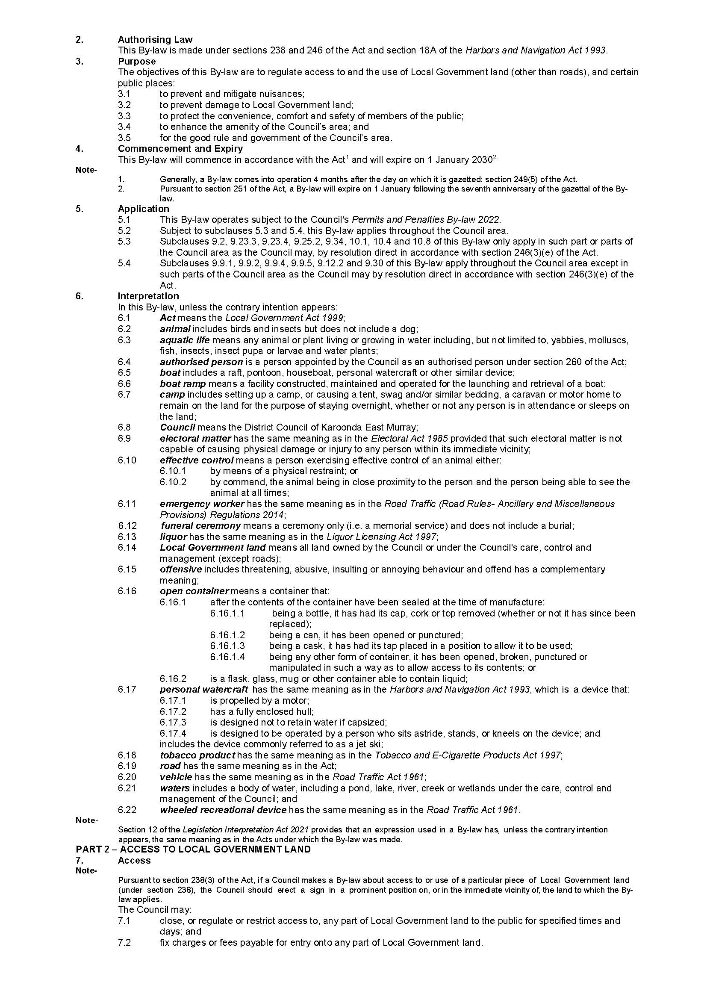 2. Authorising Law
This By-law is made under sections 238 and 246 of the Act and section 18A of the Harbors and Navigation Act 1993.
3. Purpose
The objectives of this By-law are to regulate access to and the use of Local Government land (other than roads), and certain
public places:
3.1 to prevent and mitigate nuisances;
3.2 to prevent damage to Local Government land;
3.3 to protect the convenience, comfort and safety of members of the public;
3.4 to enhance the amenity of the Council's area; and
3.5 for the good rule and government of the Council's area.
4. Commencement and Expiry
This By-law will commence in accordance with the Act1 and will expire on 1 January 20302.
Note-
1. Generally, a By-law comes into operation 4 months after the day on which it is gazetted: section 249(5) of the Act.
2. Pursuant to section 251 of the Act, a By-law will expire on 1 January following the seventh anniversary of the gazettal of the By-
law.
5. Application
5.1 This By-law operates subject to the Council's Permits and Penalties By-law 2022.
5.2 Subject to subclauses 5.3 and 5.4, this By-law applies throughout the Council area.
5.3 Subclauses 9.2, 9.23.3, 9.23.4, 9.25.2, 9.34, 10.1, 10.4 and 10.8 of this By-law only apply in such part or parts of
the Council area as the Council may, by resolution direct in accordance with section 246(3)(e) of the Act.
5.4 Subclauses 9.9.1, 9.9.2, 9.9.4, 9.9.5, 9.12.2 and 9.30 of this By-law apply throughout the Council area except in
such parts of the Council area as the Council may by resolution direct in accordance with section 246(3)(e) of the
Act.
6. Interpretation
In this By-law, unless the contrary intention appears:
6.1 Act means the Local Government Act 1999;
6.2 animal includes birds and insects but does not include a dog;
6.3 aquatic life means any animal or plant living or growing in water including, but not limited to, yabbies, molluscs,
fish, insects, insect pupa or larvae and water plants;
6.4 authorised person is a person appointed by the Council as an authorised person under section 260 of the Act;
6.5 boat includes a raft, pontoon, houseboat, personal watercraft or other similar device;
6.6 boat ramp means a facility constructed, maintained and operated for the launching and retrieval of a boat;
6.7 camp includes setting up a camp, or causing a tent, swag and/or similar bedding, a caravan or motor home to
remain on the land for the purpose of staying overnight, whether or not any person is in attendance or sleeps on
the land;
6.8 Council means the District Council of Karoonda East Murray;
6.9 electoral matter has the same meaning as in the Electoral Act 1985 provided that such electoral matter is not
capable of causing physical damage or injury to any person within its immediate vicinity;
6.10 effective control means a person exercising effective control of an animal either:
6.10.1 by means of a physical restraint; or
6.10.2 by command, the animal being in close proximity to the person and the person being able to see the
animal at all times;
6.11 emergency worker has the same meaning as in the Road Traffic (Road Rules- Ancillary and Miscellaneous
Provisions) Regulations 2014;
6.12 funeral ceremony means a ceremony only (i.e. a memorial service) and does not include a burial;
6.13 liquor has the same meaning as in the Liquor Licensing Act 1997;
6.14 Local Government land means all land owned by the Council or under the Council's care, control and
management (except roads);
6.15 offensive includes threatening, abusive, insulting or annoying behaviour and offend has a complementary
meaning;
6.16 open container means a container that:
6.16.1 after the contents of the container have been sealed at the time of manufacture:
6.16.1.1 being a bottle, it has had its cap, cork or top removed (whether or not it has since been
replaced);
6.16.1.2 being a can, it has been opened or punctured;
6.16.1.3 being a cask, it has had its tap placed in a position to allow it to be used;
6.16.1.4 being any other form of container, it has been opened, broken, punctured or
manipulated in such a way as to allow access to its contents; or
6.16.2 is a flask, glass, mug or other container able to contain liquid;
6.17 personal watercraft has the same meaning as in the Harbors and Navigation Act 1993, which is a device that:
6.17.1 is propelled by a motor;
6.17.2 has a fully enclosed hull;
6.17.3 is designed not to retain water if capsized;
6.17.4 is designed to be operated by a person who sits astride, stands, or kneels on the device; and
includes the device commonly referred to as a jet ski;
6.18 tobacco product has the same meaning as in the Tobacco and E-Cigarette Products Act 1997;
6.19 road has the same meaning as in the Act;
6.20 vehicle has the same meaning as in the Road Traffic Act 1961;
6.21 waters includes a body of water, including a pond, lake, river, creek or wetlands under the care, control and
management of the Council; and
6.22 wheeled recreational device has the same meaning as in the Road Traffic Act 1961.
Note-
Section 12 of the Legislation Interpretation Act 2021 provides that an expression used in a By-law has, unless the contrary intention
appears, the same meaning as in the Acts under which the By-law was made.
PART 2 – ACCESS TO LOCAL GOVERNMENT LAND
7. Access
Note-
Pursuant to section 238(3) of the Act, if a Council makes a By-law about access to or use of a particular piece of Local Government land
(under section 238), the Council should erect a sign in a prominent position on, or in the immediate vicinity of, the land to which the By-
law applies.
The Council may:
7.1 close, or regulate or restrict access to, any part of Local Government land to the public for specified times and
days; and
7.2 fix charges or fees payable for entry onto any part of Local Government land.